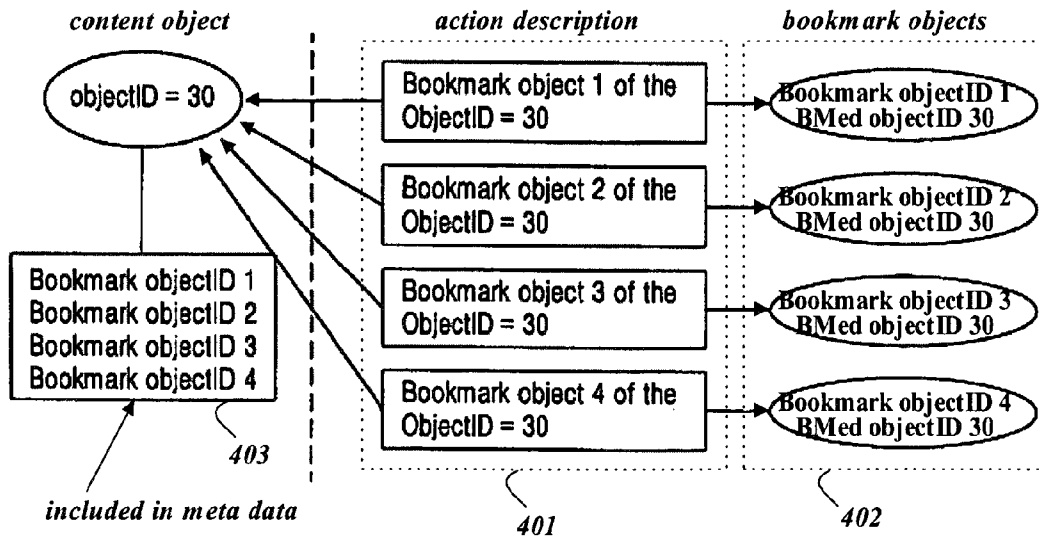 content object
action description
bookmark objects
objectID = 30
Bookmark object 1 of the
ObjectID = 30
Bookmark objectID 1
BMed objectID 30
Bookmark object 2 of the
ObjectID = 30
Bookmark objectID 2
BMed objectID 30
Bookmark objectID 1
Bookmark objectID 2
Bookmark objectID 3
Bookmark objectID 4
Bookmark object 3 of the
ObjectID = 30
Bookmark objectID 3
BMed objectID 30
Bookmark object 4 of the
ObjectID = 30
Bookmark objectID 4
BMed objectID 30
403
included in meta data
401
402